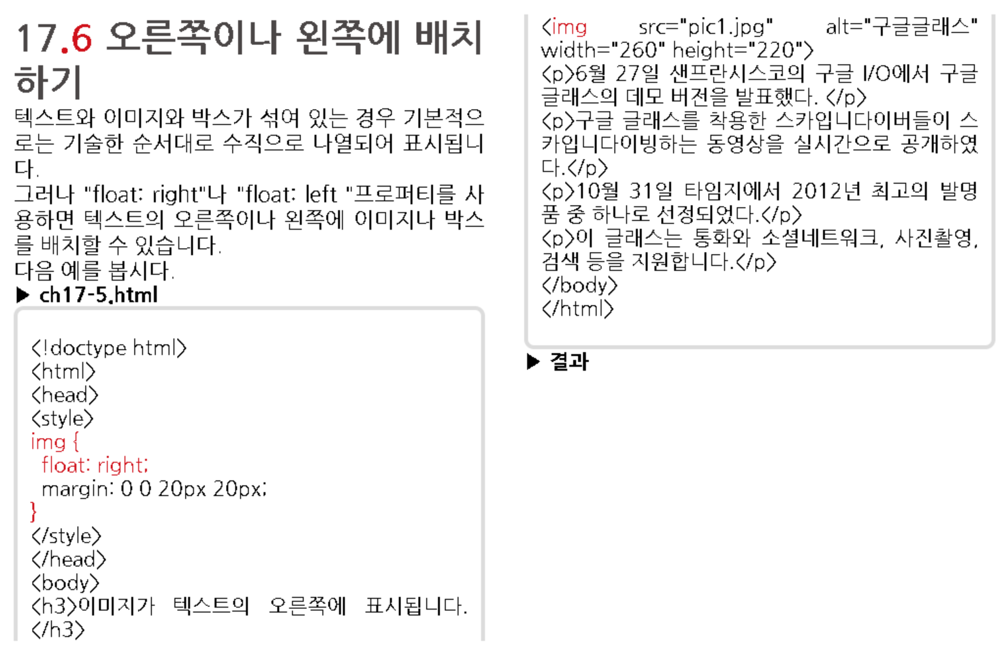 17.6 오른쪽이나 왼쪽에 배치
하기
텍스트와 이미지와 박스가 섞여 있는 경우 기본적으
로는 기술한 순서대로 수직으로 나열되어 표시됩니
다.
그러나 "float: right"나 "float: left "프로퍼티를 사
용하면 텍스트의 오른쪽이나 왼쪽에 이미지나 박스
를 배치할 수 있습니다.
다음 예를 봅시다.
▶ ch17-5.html
<!doctype html>
<html>
<head>
<style>
img {
float: right;
margin: 0 0 20px 20px;
}
</style>
</head>
<body>
<h3>이미지가 텍스트의 오른쪽에 표시됩니다.
</h3>
<img src="pic1.jpg" alt="구글글래스"
width="260" height="220">
<p>6월 27일 샌프란시스코의 구글 I/O에서 구글
글래스의 데모 버전을 발표했다. </p>
<p>구글 글래스를 착용한 스카입니다이버들이 스
카입니다이빙하는 동영상을 실시간으로 공개하였
다.</p>
<p>10월 31일 타임지에서 2012년 최고의 발명
품 중 하나로 선정되었다.</p>
<p>이 글래스는 통화와 소셜네트워크, 사진촬영,
검색 등을 지원합니다.</p>
</body>
</html>
▶ 결과